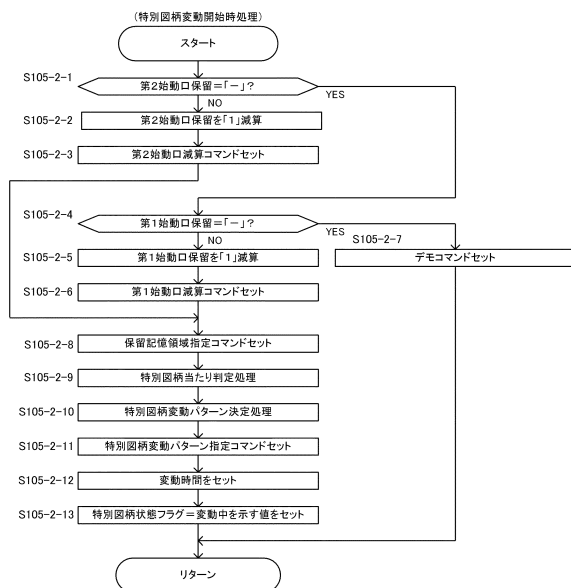 (特別図柄変動開始時処理)
スタート
S105-2-1
第2始動口保留=「-」?
YES
NO
S105-2-2
第2始動口保留を「1」減算
S105-2-3
第2始動口減算コマンドセット
S105-2-4
第1始動口保留=「-」?
YES
S105-2-7
NO
デモコマンドセット
S105-2-5
第1始動口保留を「1」減算
S105-2-6
第1始動口減算コマンドセット
S105-2-8
保留記憶領域指定コマンドセット
S105-2-9
特別図柄当たり判定処理
S105-2-10
特別図柄変動パターン決定処理
S105-2-11
特別図柄変動パターン指定コマンドセット
S105-2-12
変動時間をセット
S105-2-13
特別図柄状態フラグ=変動中を示す値をセット
リターン